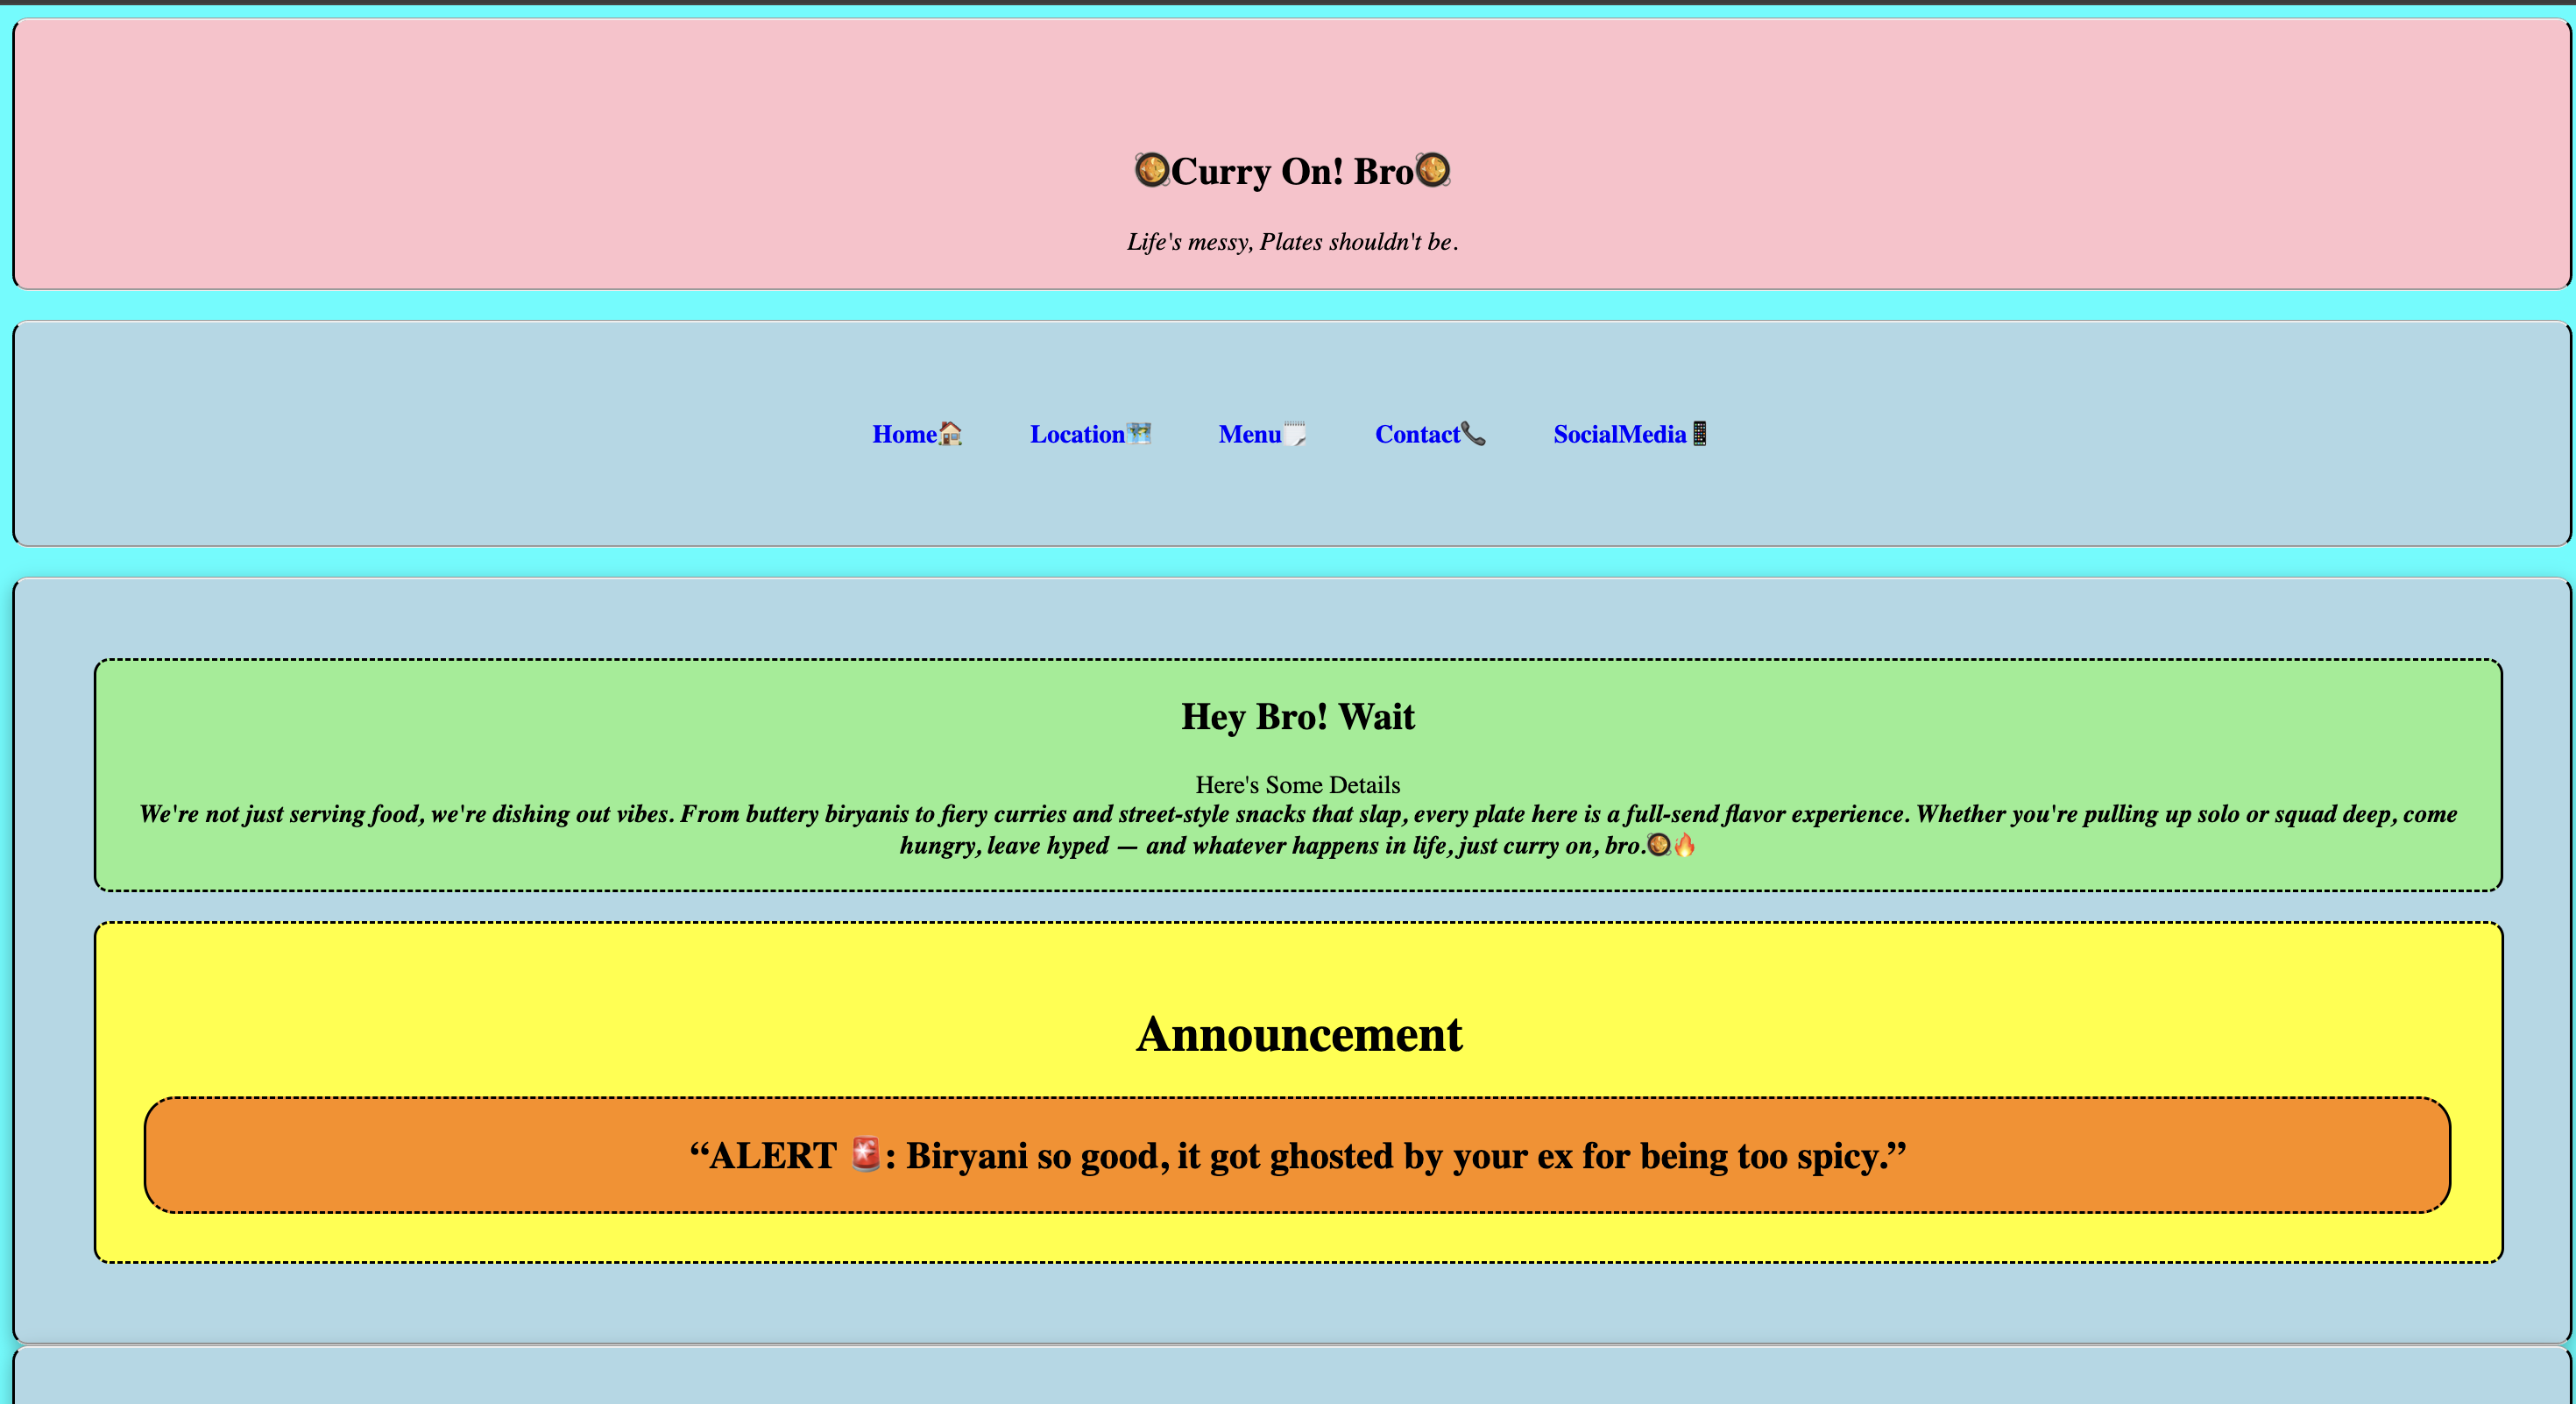 🥘Curry On! Bro🥘
Life's messy, Plates shouldn't be.
Home🏠 Location🗺️ Menu🗒️ Contact📞 SocialMedia📱
Hey Bro! Wait
Here's Some Details
We're not just serving food, we're dishing out vibes. From buttery biryanis to fiery curries and street-style snacks that slap, every plate here is a full-send flavor experience. Whether you're pulling up solo or squad deep, come
hungry, leave hyped — and whatever happens in life, just curry on, bro.🥘🔥
Announcement
“ALERT 🚨: Biryani so good, it got ghosted by your ex for being too spicy.”